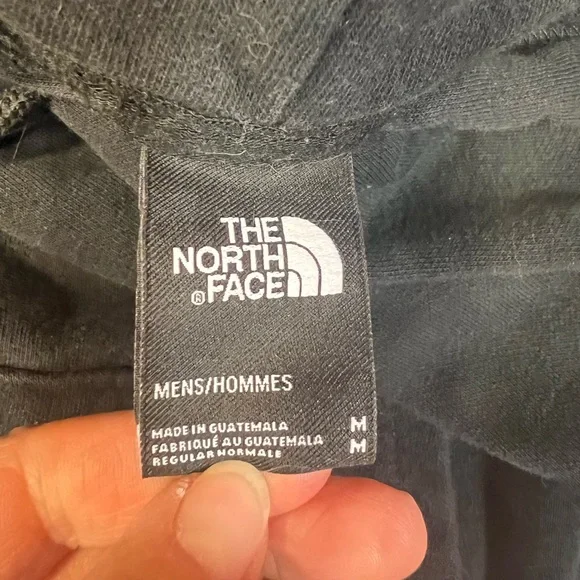 THE
NORTH
FACE
®
MENS/HOMMES
MADE IN GUATEMALA M
FABRIQUÉ AU GUATEMALA M
REGULAR/NORMALE